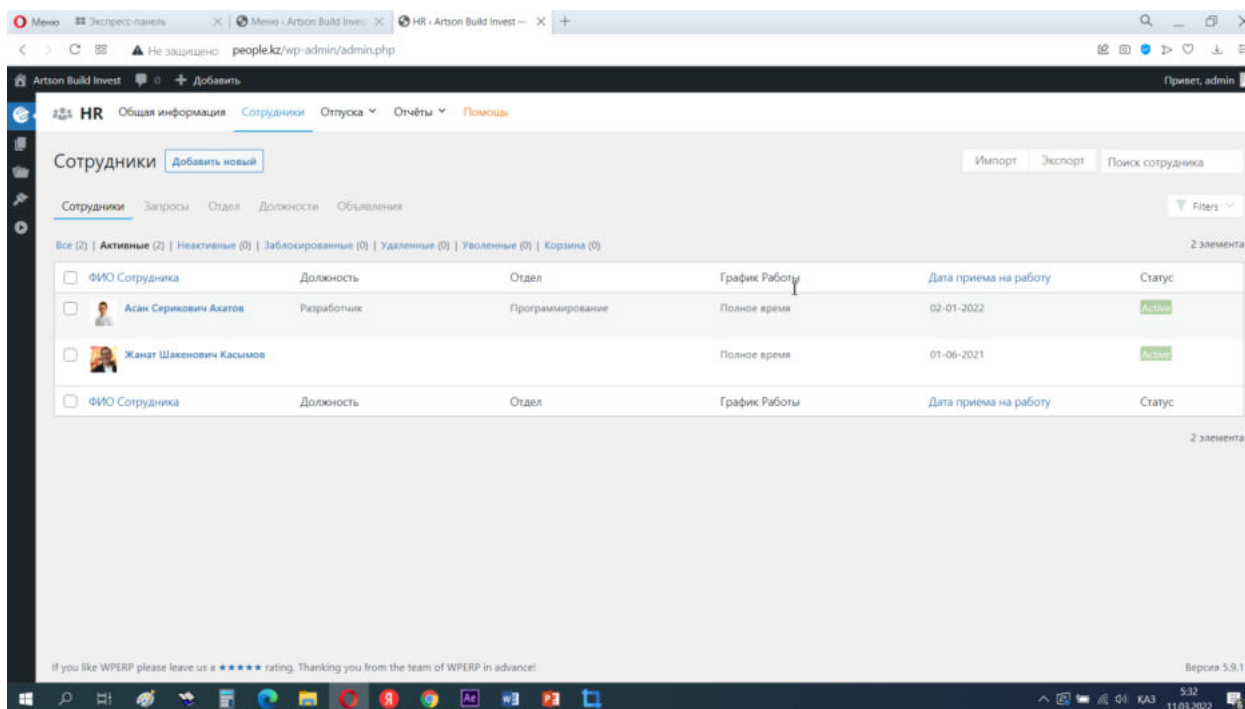 Меню Экспресс-панель Меню ‹ Artson Build Inves HR ‹ Artson Build Invest —
Не защищено people.kz/wp-admin/admin.php
Artson Build Invest 0 Добавить Привет, admin
HR Общая информация Сотрудники Отпуска Отчёты Помощь
Сотрудники Добавить новый Импорт Экспорт Поиск сотрудника
Сотрудники Запросы Отдел Должности Объявления Filters
Все (2) | Активные (2) | Неактивные (0) | Заблокированные (0) | Удаленные (0) | Уволенные (0) | Корзина (0) 2 элемента
ФИО Сотрудника Должность Отдел График Работы Дата приема на работу Статус
Асан Серикович Ахатов Разработчик Программирование Полное время 02-01-2022 Active
Жанат Шакенович Касымов Полное время 01-06-2021 Active
ФИО Сотрудника Должность Отдел График Работы Дата приема на работу Статус
2 элемента
If you like WPERP please leave us a ★★★★★ rating. Thanking you from the team of WPERP in advance! Версия 5.9.1
Я Ae КАЗ 5:32
11.03.2022 6